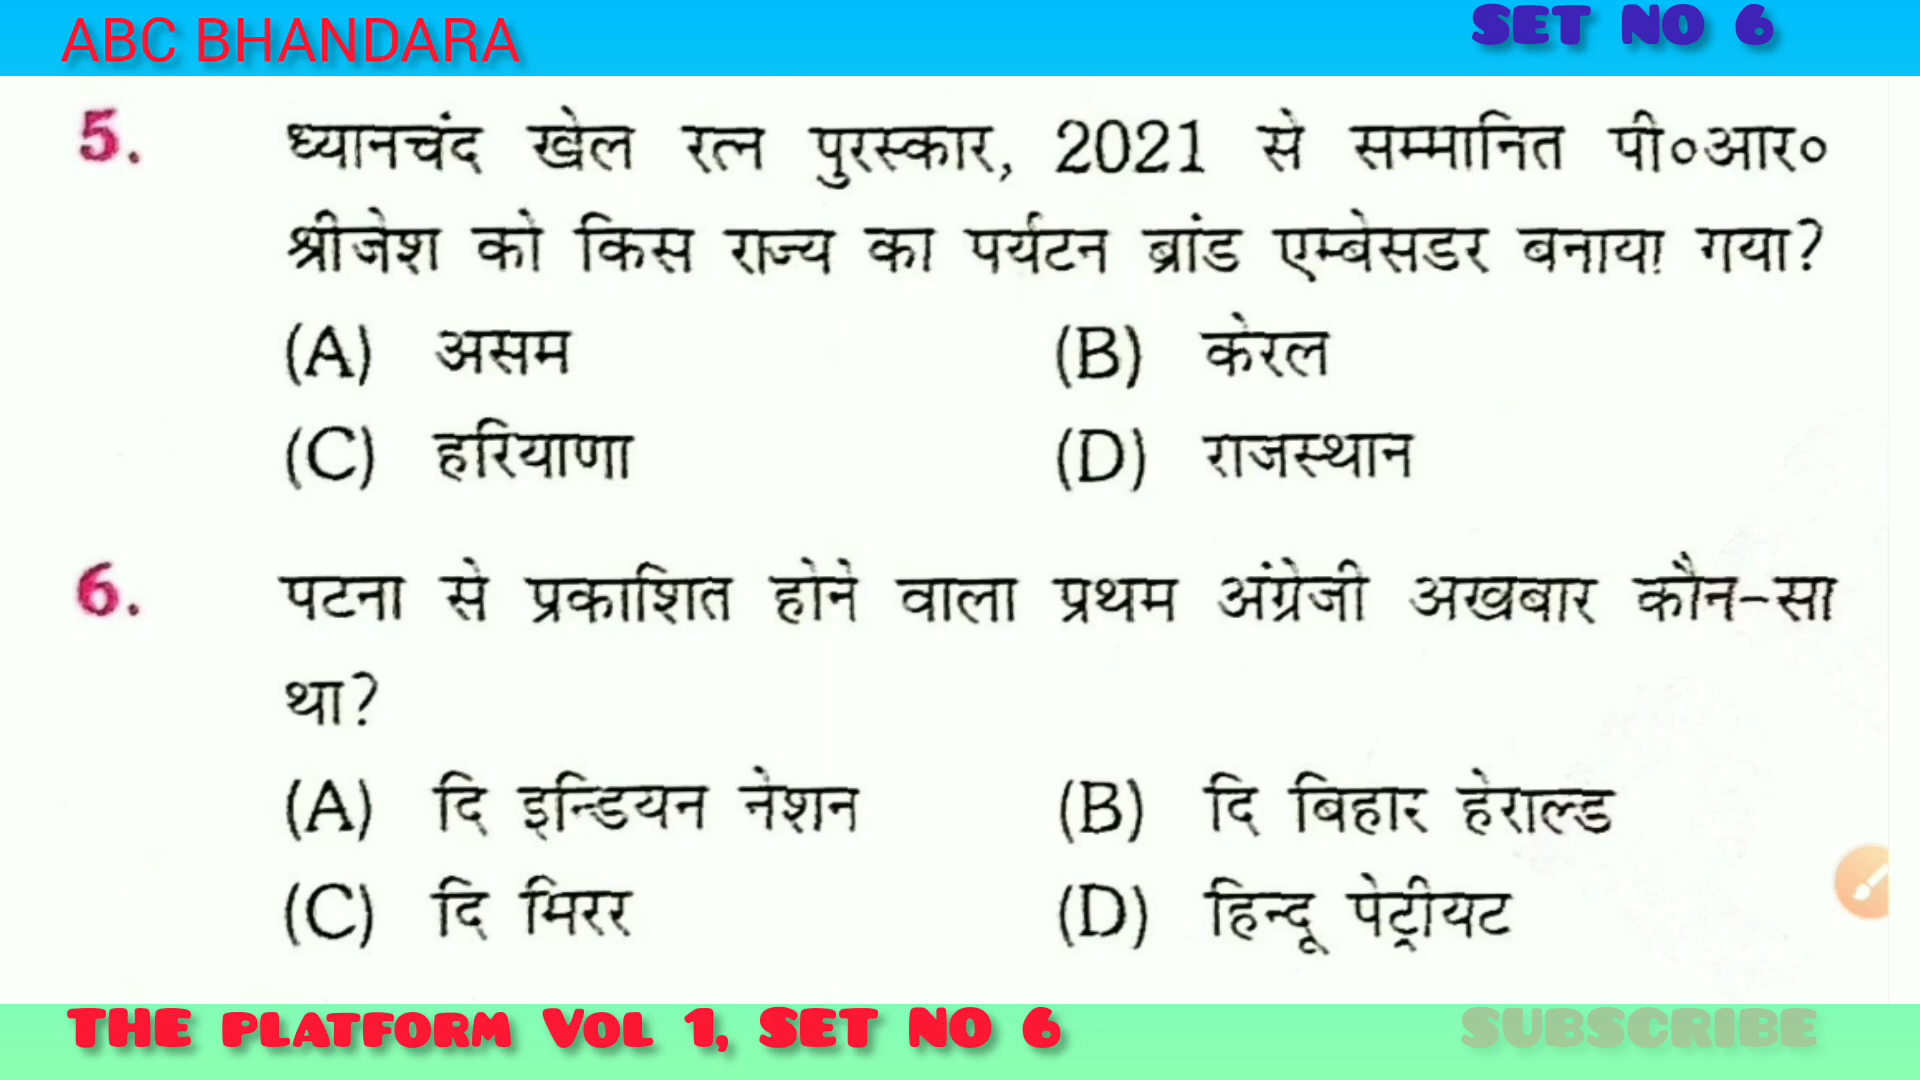 ABC BHANDARA
SET NO 6
5. ध्यानचंद खेल रत्न पुरस्कार, 2021 से सम्मानित पी०आर०
श्रीजेश को किस राज्य का पर्यटन ब्रांड एम्बेसडर बनाया गया?
(A) असम (B) केरल
(C) हरियाणा (D) राजस्थान
6. पटना से प्रकाशित होने वाला प्रथम अंग्रेजी अखबार कौन-सा
था?
(A) दि इन्डियन नेशन (B) दि बिहार हेराल्ड
(C) दि मिरर (D) हिन्दू पेट्रीयट
THE PLATFORM VOL 1, SET NO 6
SUBSCRIBE